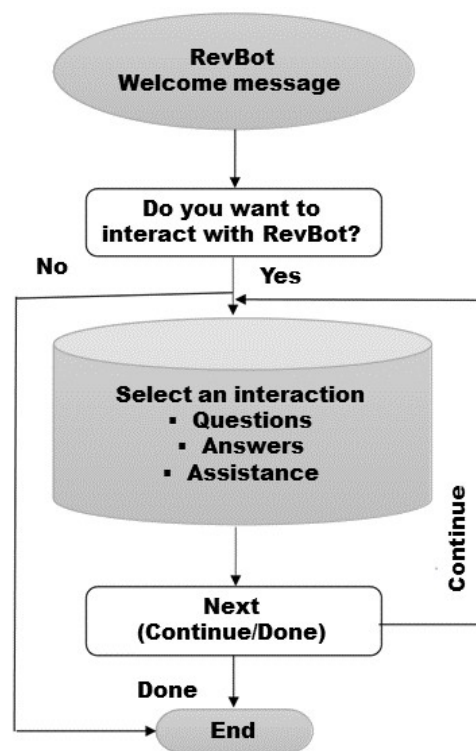 RevBot
Welcome message
Do you want to
interact with RevBot?
No
Yes
Select an interaction
▪ Questions
▪ Answers
▪ Assistance
Continue
Next
(Continue/Done)
Done
End